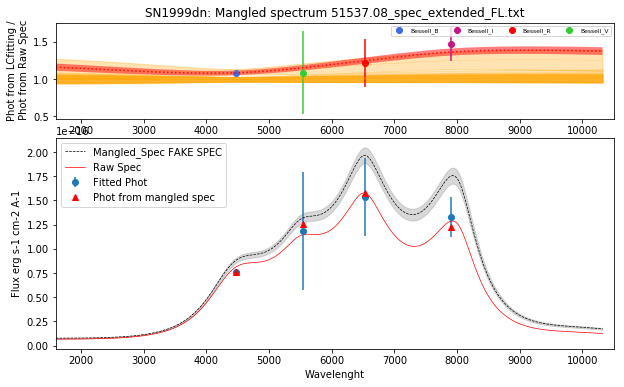 SN1999dn: Mangled spectrum 51537.08_spec_extended_FL.txt
Bessell_B Bessell_I Bessell_R Bessell_V
Phot from LCfitting /
Phot from Raw Spec
1.5
1.0
0.5
2000 3000 4000 5000 6000 7000 8000 9000 10000
Mangled_Spec FAKE SPEC
Raw Spec
Fitted Phot
Phot from mangled spec
Flux erg s-1 cm-2 A-1
2.00
1.75
1.50
1.25
1.00
0.75
0.50
0.25
0.00
2000 3000 4000 5000 6000 7000 8000 9000 10000
Wavelenght